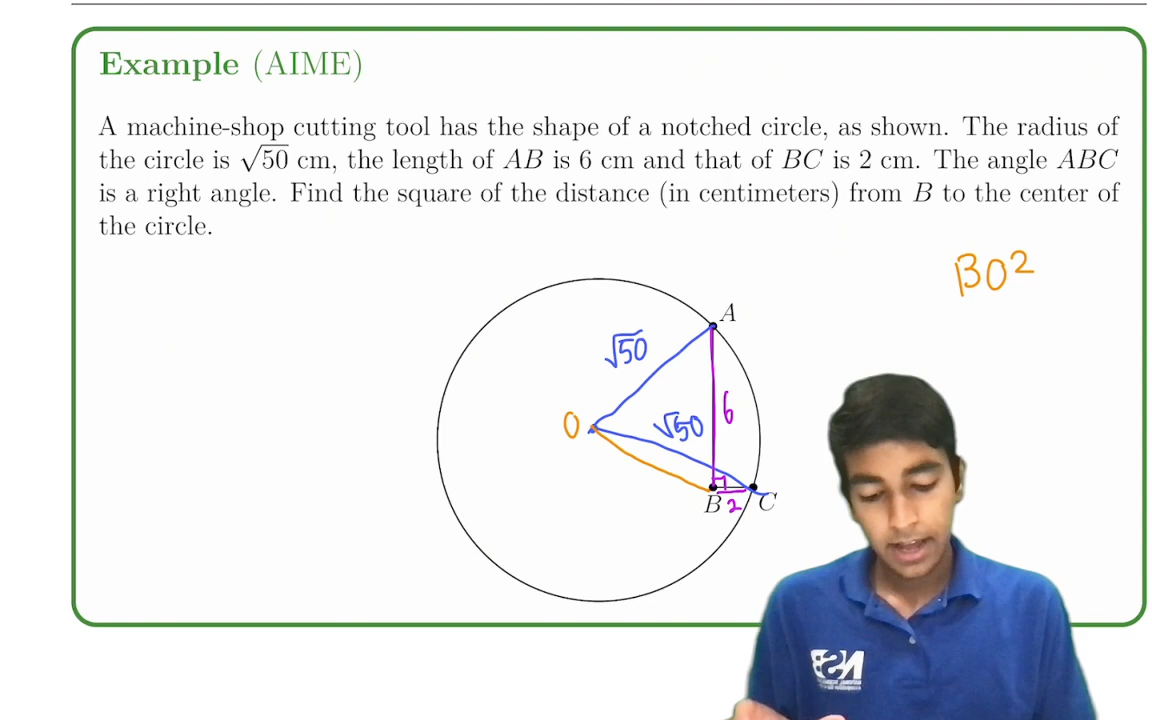 Example (AIME)
A machine-shop cutting tool has the shape of a notched circle, as shown. The radius of
the circle is √50 cm, the length of AB is 6 cm and that of BC is 2 cm. The angle ABC
is a right angle. Find the square of the distance (in centimeters) from B to the center of
the circle.
BO²
A
√50
6
O
√50
B 2 C